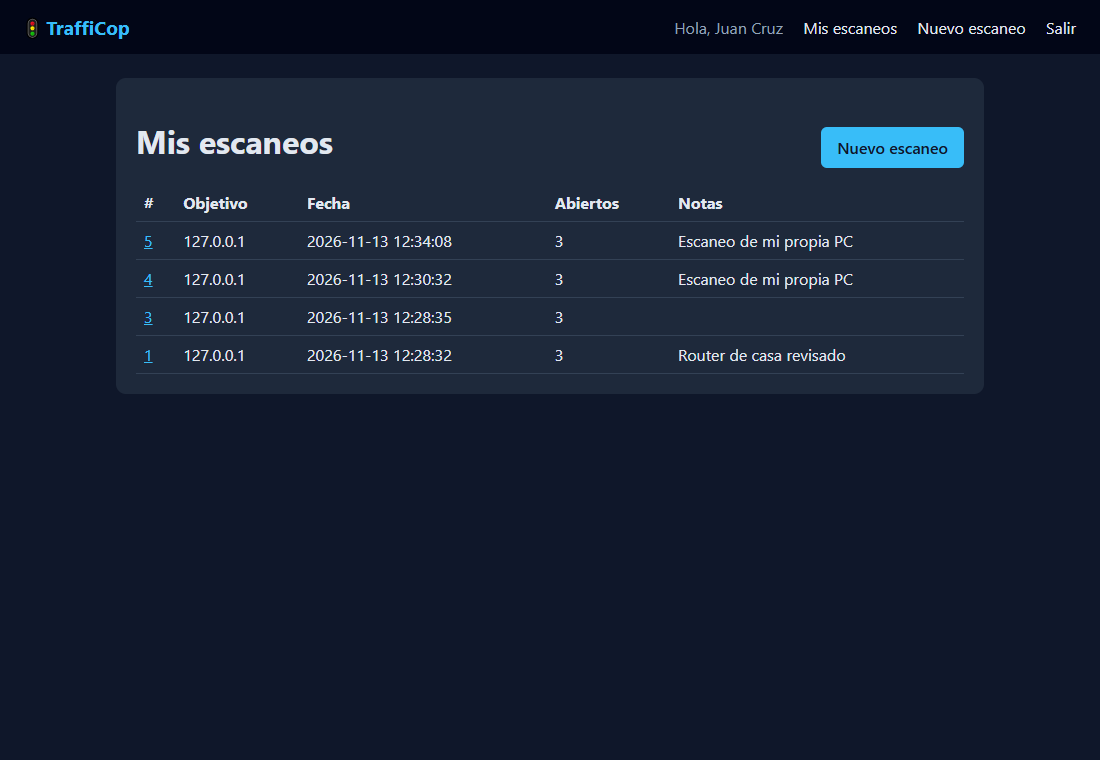 TraffiCop
Hola, Juan Cruz Mis escaneos Nuevo escaneo Salir
Mis escaneos
Nuevo escaneo
# Objetivo Fecha Abiertos Notas
5 127.0.0.1 2026-11-13 12:34:08 3 Escaneo de mi propia PC
4 127.0.0.1 2026-11-13 12:30:32 3 Escaneo de mi propia PC
3 127.0.0.1 2026-11-13 12:28:35 3
1 127.0.0.1 2026-11-13 12:28:32 3 Router de casa revisado